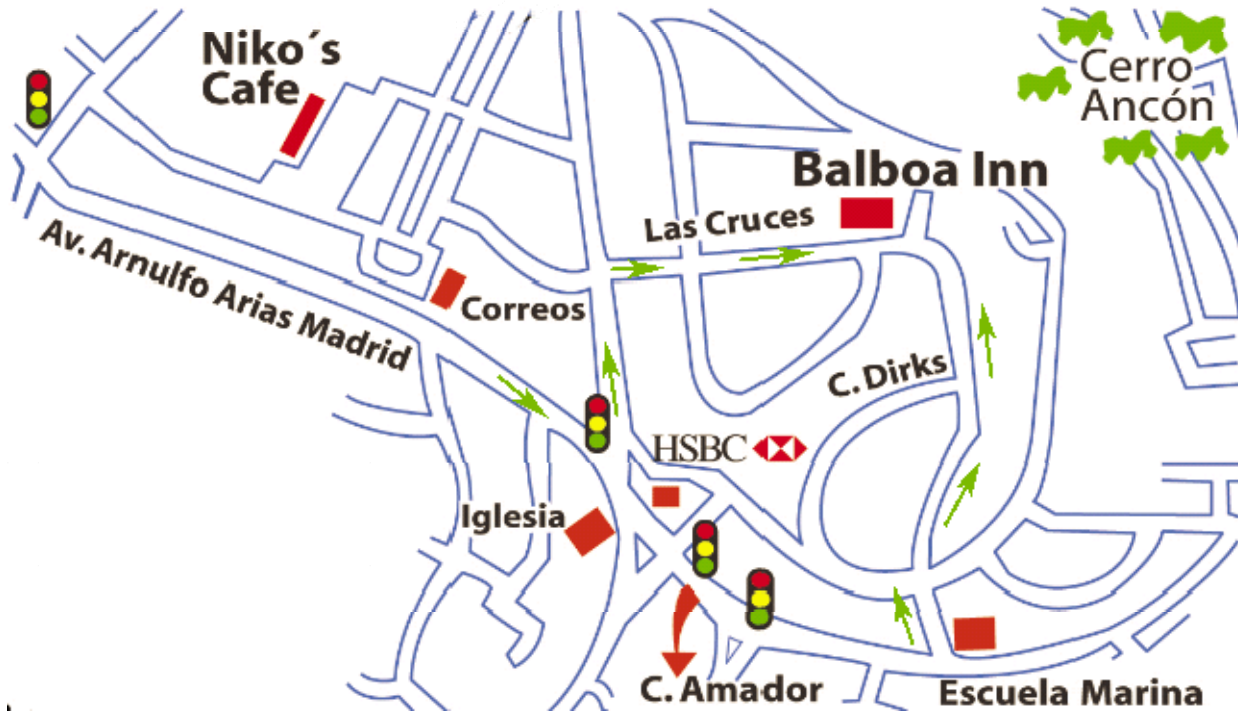 Niko´s
Cafe
Cerro
Ancón
Balboa Inn
Las Cruces
Av. Arnulfo Arias Madrid
Correos
C. Dirks
HSBC
Iglesia
C. Amador
Escuela Marina